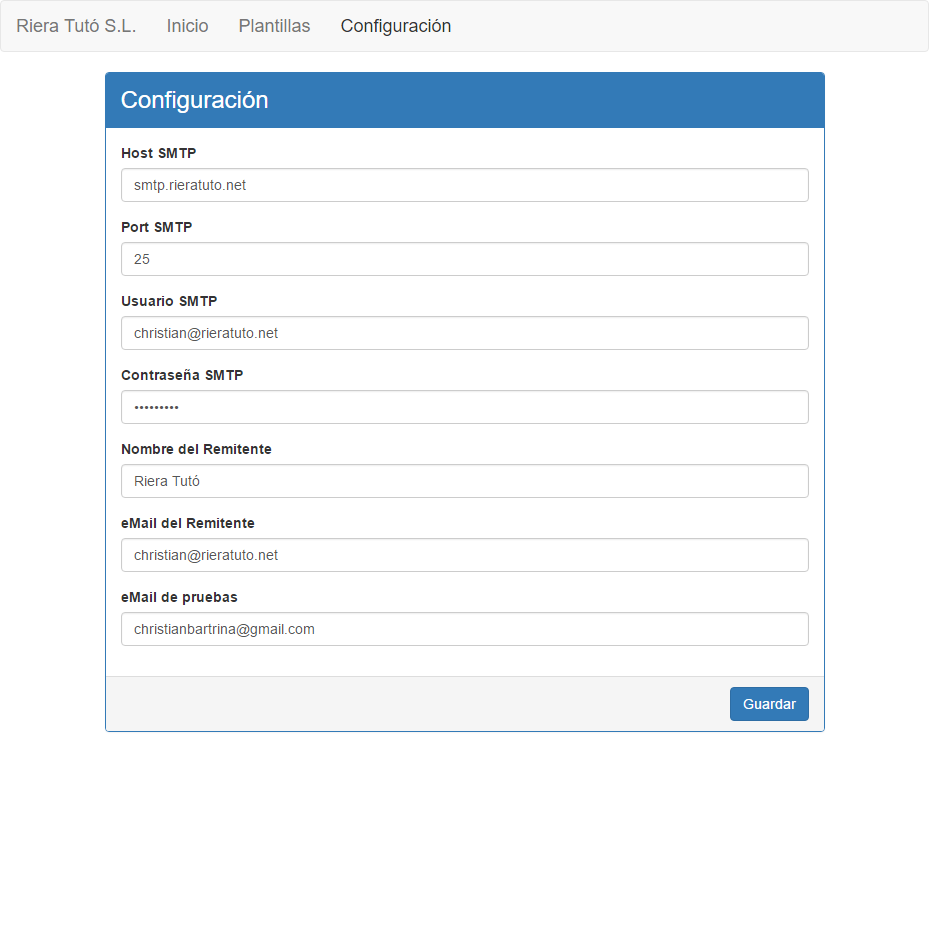 Riera Tutó S.L. Inicio Plantillas Configuración
Configuración
Host SMTP
smtp.rieratuto.net
Port SMTP
25
Usuario SMTP
christian@rieratuto.net
Contraseña SMTP
•••••••••
Nombre del Remitente
Riera Tutó
eMail del Remitente
christian@rieratuto.net
eMail de pruebas
christianbartrina@gmail.com
Guardar